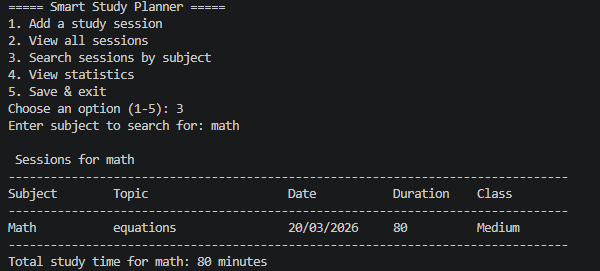 ===== Smart Study Planner =====
1. Add a study session
2. View all sessions
3. Search sessions by subject
4. View statistics
5. Save & exit
Choose an option (1-5): 3
Enter subject to search for: math
Sessions for math
--------------------------------------------------------------------------------
Subject        Topic                    Date           Duration    Class
--------------------------------------------------------------------------------
Math           equations                20/03/2026     80          Medium
--------------------------------------------------------------------------------
Total study time for math: 80 minutes